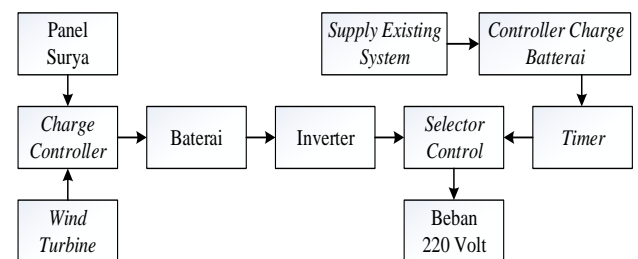 Panel
Surya
Supply Existing
System
Controller Charge
Batterai
Charge
Controller
Baterai
Inverter
Selector
Control
Timer
Wind
Turbine
Beban
220 Volt